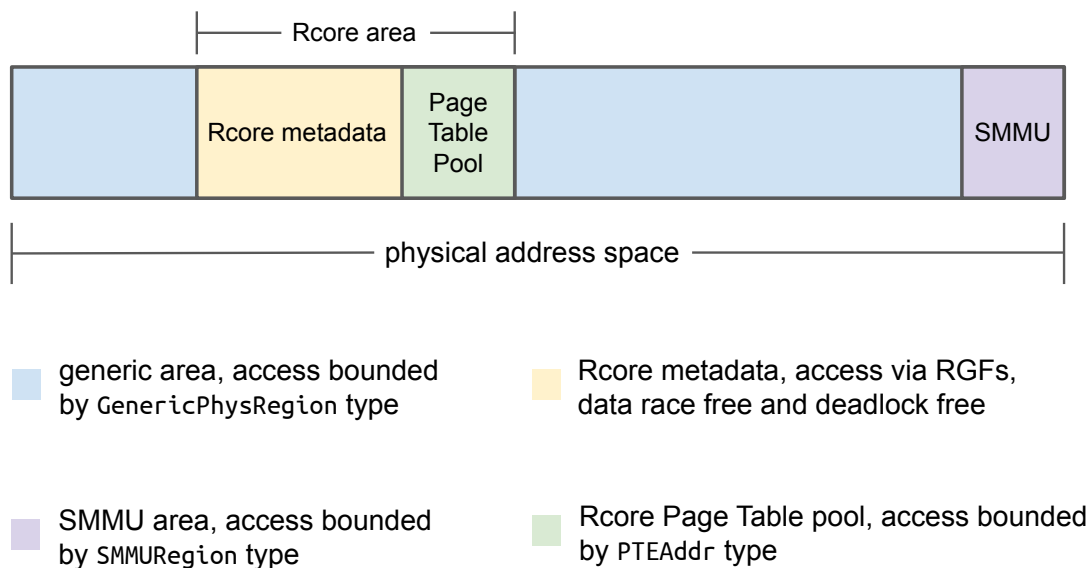 Rcore area
Rcore metadata
Page
Table
Pool
SMMU
physical address space
generic area, access bounded
by GenericPhysRegion type
Rcore metadata, access via RGFs,
data race free and deadlock free
SMMU area, access bounded
by SMMURegion type
Rcore Page Table pool, access bounded
by PTEAddr type